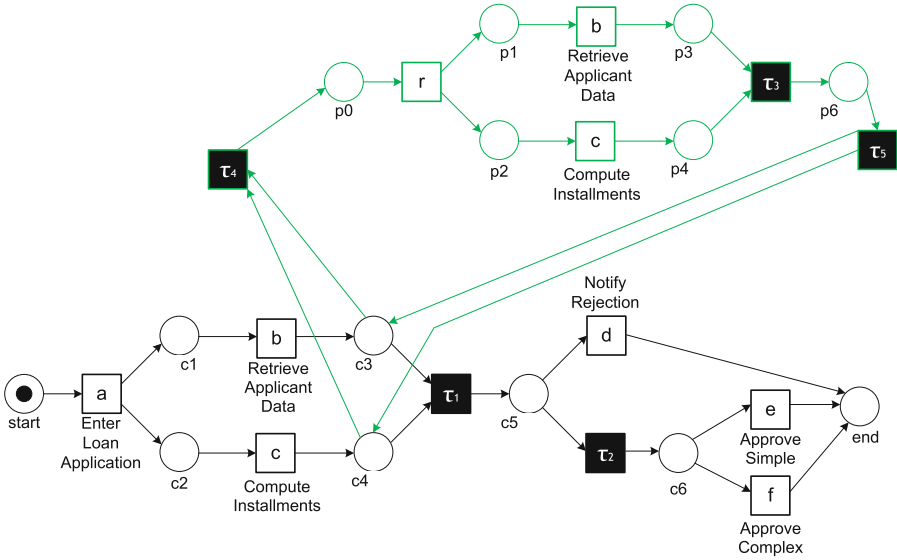 p1
b
Retrieve
Applicant
Data
p3
p0
r
τ3
p6
p2
c
Compute
Installments
p4
τ4
τ5
Notify
Rejection
d
c1
b
Retrieve
Applicant
Data
c3
start
a
Enter
Loan
Application
τ1
c5
e
Approve
Simple
end
c2
c
Compute
Installments
c4
τ2
c6
f
Approve
Complex